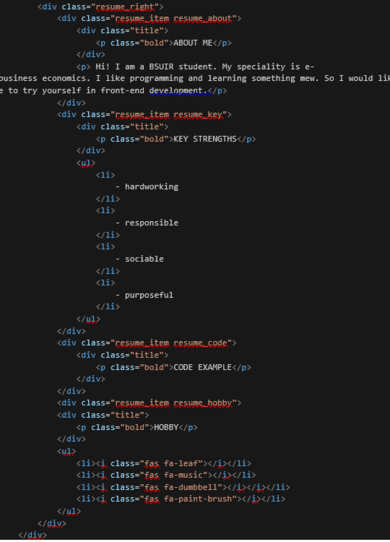 <div class="resume_right">
<div class="resume_item resume_about">
<div class="title">
<p class="bold">ABOUT ME</p>
</div>
<p> Hi! I am a BSUIR student. My speciality is e-
business economics. I like programming and learning something mew. So I would lik
e to try yourself in front-end development.</p>
</div>
<div class="resume_item resume_key">
<div class="title">
<p class="bold">KEY STRENGTHS</p>
</div>
<ul>
<li>
- hardworking
</li>
<li>
- responsible
</li>
<li>
- sociable
</li>
<li>
- purposeful
</li>
</ul>
</div>
<div class="resume_item resume_code">
<div class="title">
<p class="bold">CODE EXAMPLE</p>
</div>
</div>
<div class="resume_item resume_hobby">
<div class="title">
<p class="bold">HOBBY</p>
</div>
<ul>
<li><i class="fas fa-leaf"></i></li>
<li><i class="fas fa-music"></i></li>
<li><i class="fas fa-dumbbell"></i></li></li>
<li><i class="fas fa-paint-brush"></i></li>
</ul>
</div>
</div>